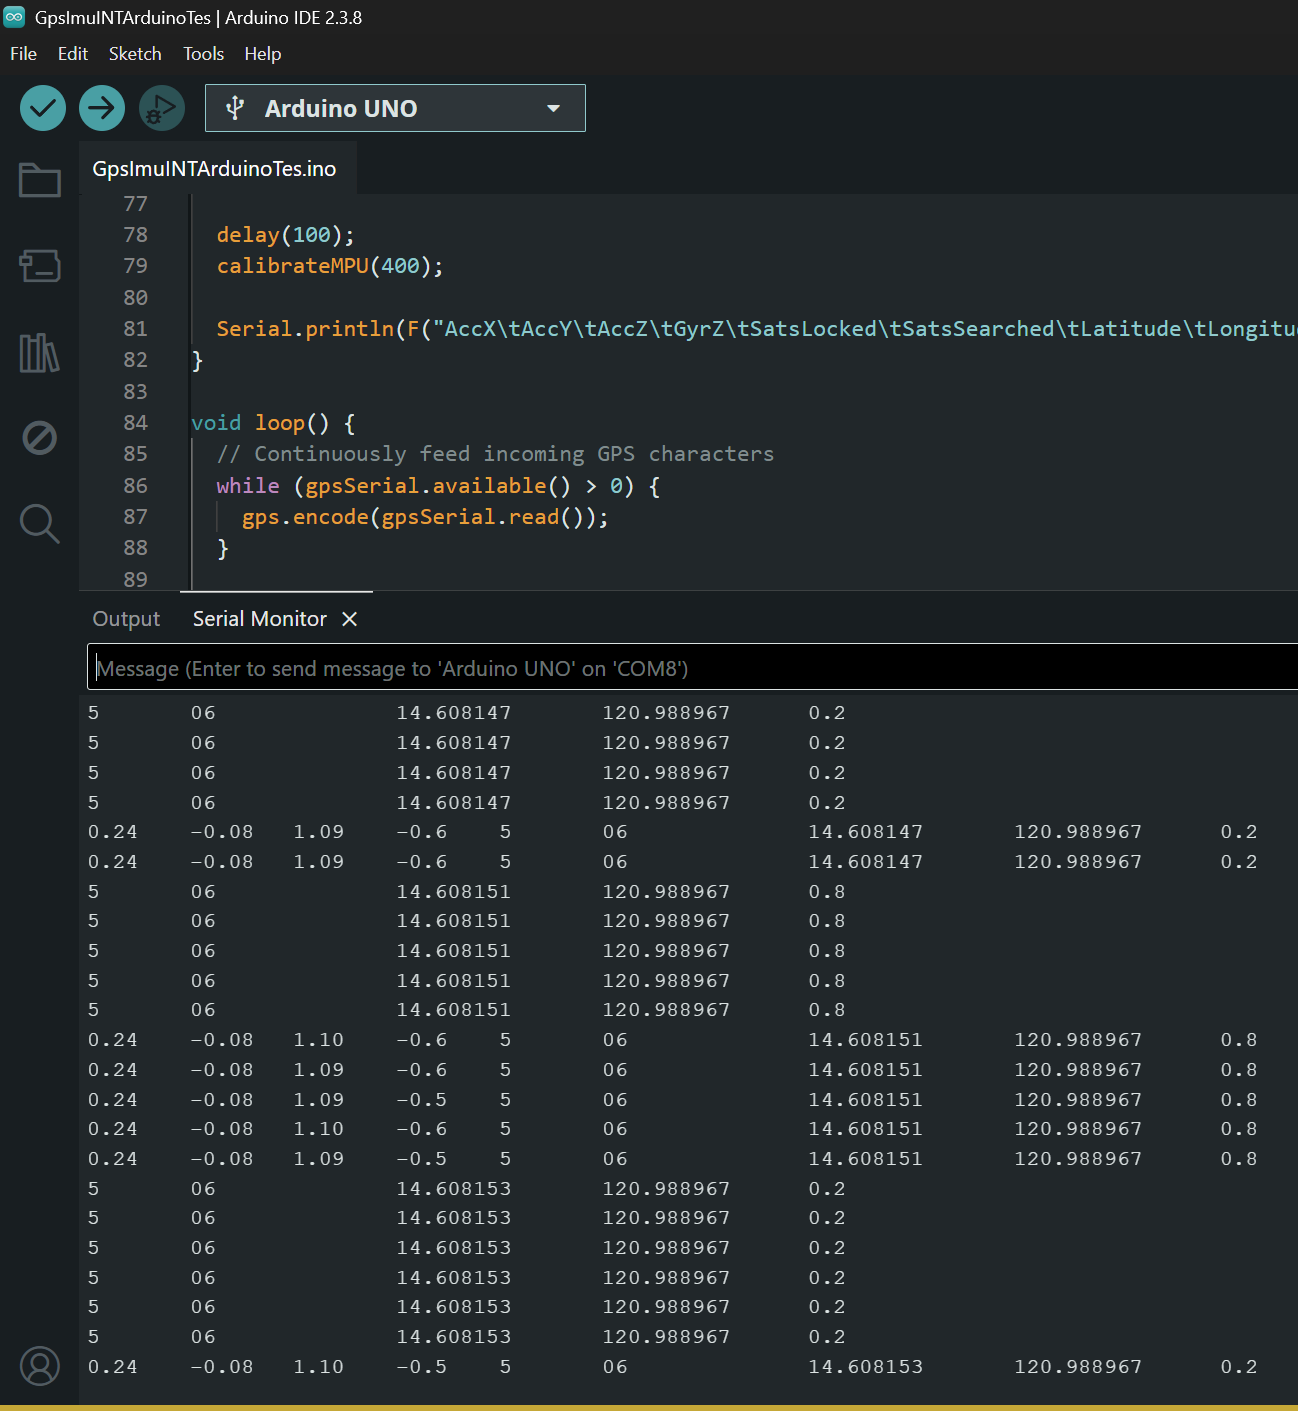 GpsImuINTArduinoTes | Arduino IDE 2.3.8
File Edit Sketch Tools Help
Arduino UNO
GpsImuINTArduinoTes.ino
77
78 delay(100);
79 calibrateMPU(400);
80
81 Serial.println(F("AccX\tAccY\tAccZ\tGyrZ\tSatsLocked\tSatsSearched\tLatitude\tLongitu
82 }
83
84 void loop() {
85 // Continuously feed incoming GPS characters
86 while (gpsSerial.available() > 0) {
87 gps.encode(gpsSerial.read());
88 }
89
Output Serial Monitor
Message (Enter to send message to 'Arduino UNO' on 'COM8')
5 06 14.608147 120.988967 0.2
5 06 14.608147 120.988967 0.2
5 06 14.608147 120.988967 0.2
5 06 14.608147 120.988967 0.2
0.24 -0.08 1.09 -0.6 5 06 14.608147 120.988967 0.2
0.24 -0.08 1.09 -0.6 5 06 14.608147 120.988967 0.2
5 06 14.608151 120.988967 0.8
5 06 14.608151 120.988967 0.8
5 06 14.608151 120.988967 0.8
5 06 14.608151 120.988967 0.8
5 06 14.608151 120.988967 0.8
0.24 -0.08 1.10 -0.6 5 06 14.608151 120.988967 0.8
0.24 -0.08 1.09 -0.6 5 06 14.608151 120.988967 0.8
0.24 -0.08 1.09 -0.5 5 06 14.608151 120.988967 0.8
0.24 -0.08 1.10 -0.6 5 06 14.608151 120.988967 0.8
0.24 -0.08 1.09 -0.5 5 06 14.608151 120.988967 0.8
5 06 14.608153 120.988967 0.2
5 06 14.608153 120.988967 0.2
5 06 14.608153 120.988967 0.2
5 06 14.608153 120.988967 0.2
5 06 14.608153 120.988967 0.2
5 06 14.608153 120.988967 0.2
0.24 -0.08 1.10 -0.5 5 06 14.608153 120.988967 0.2